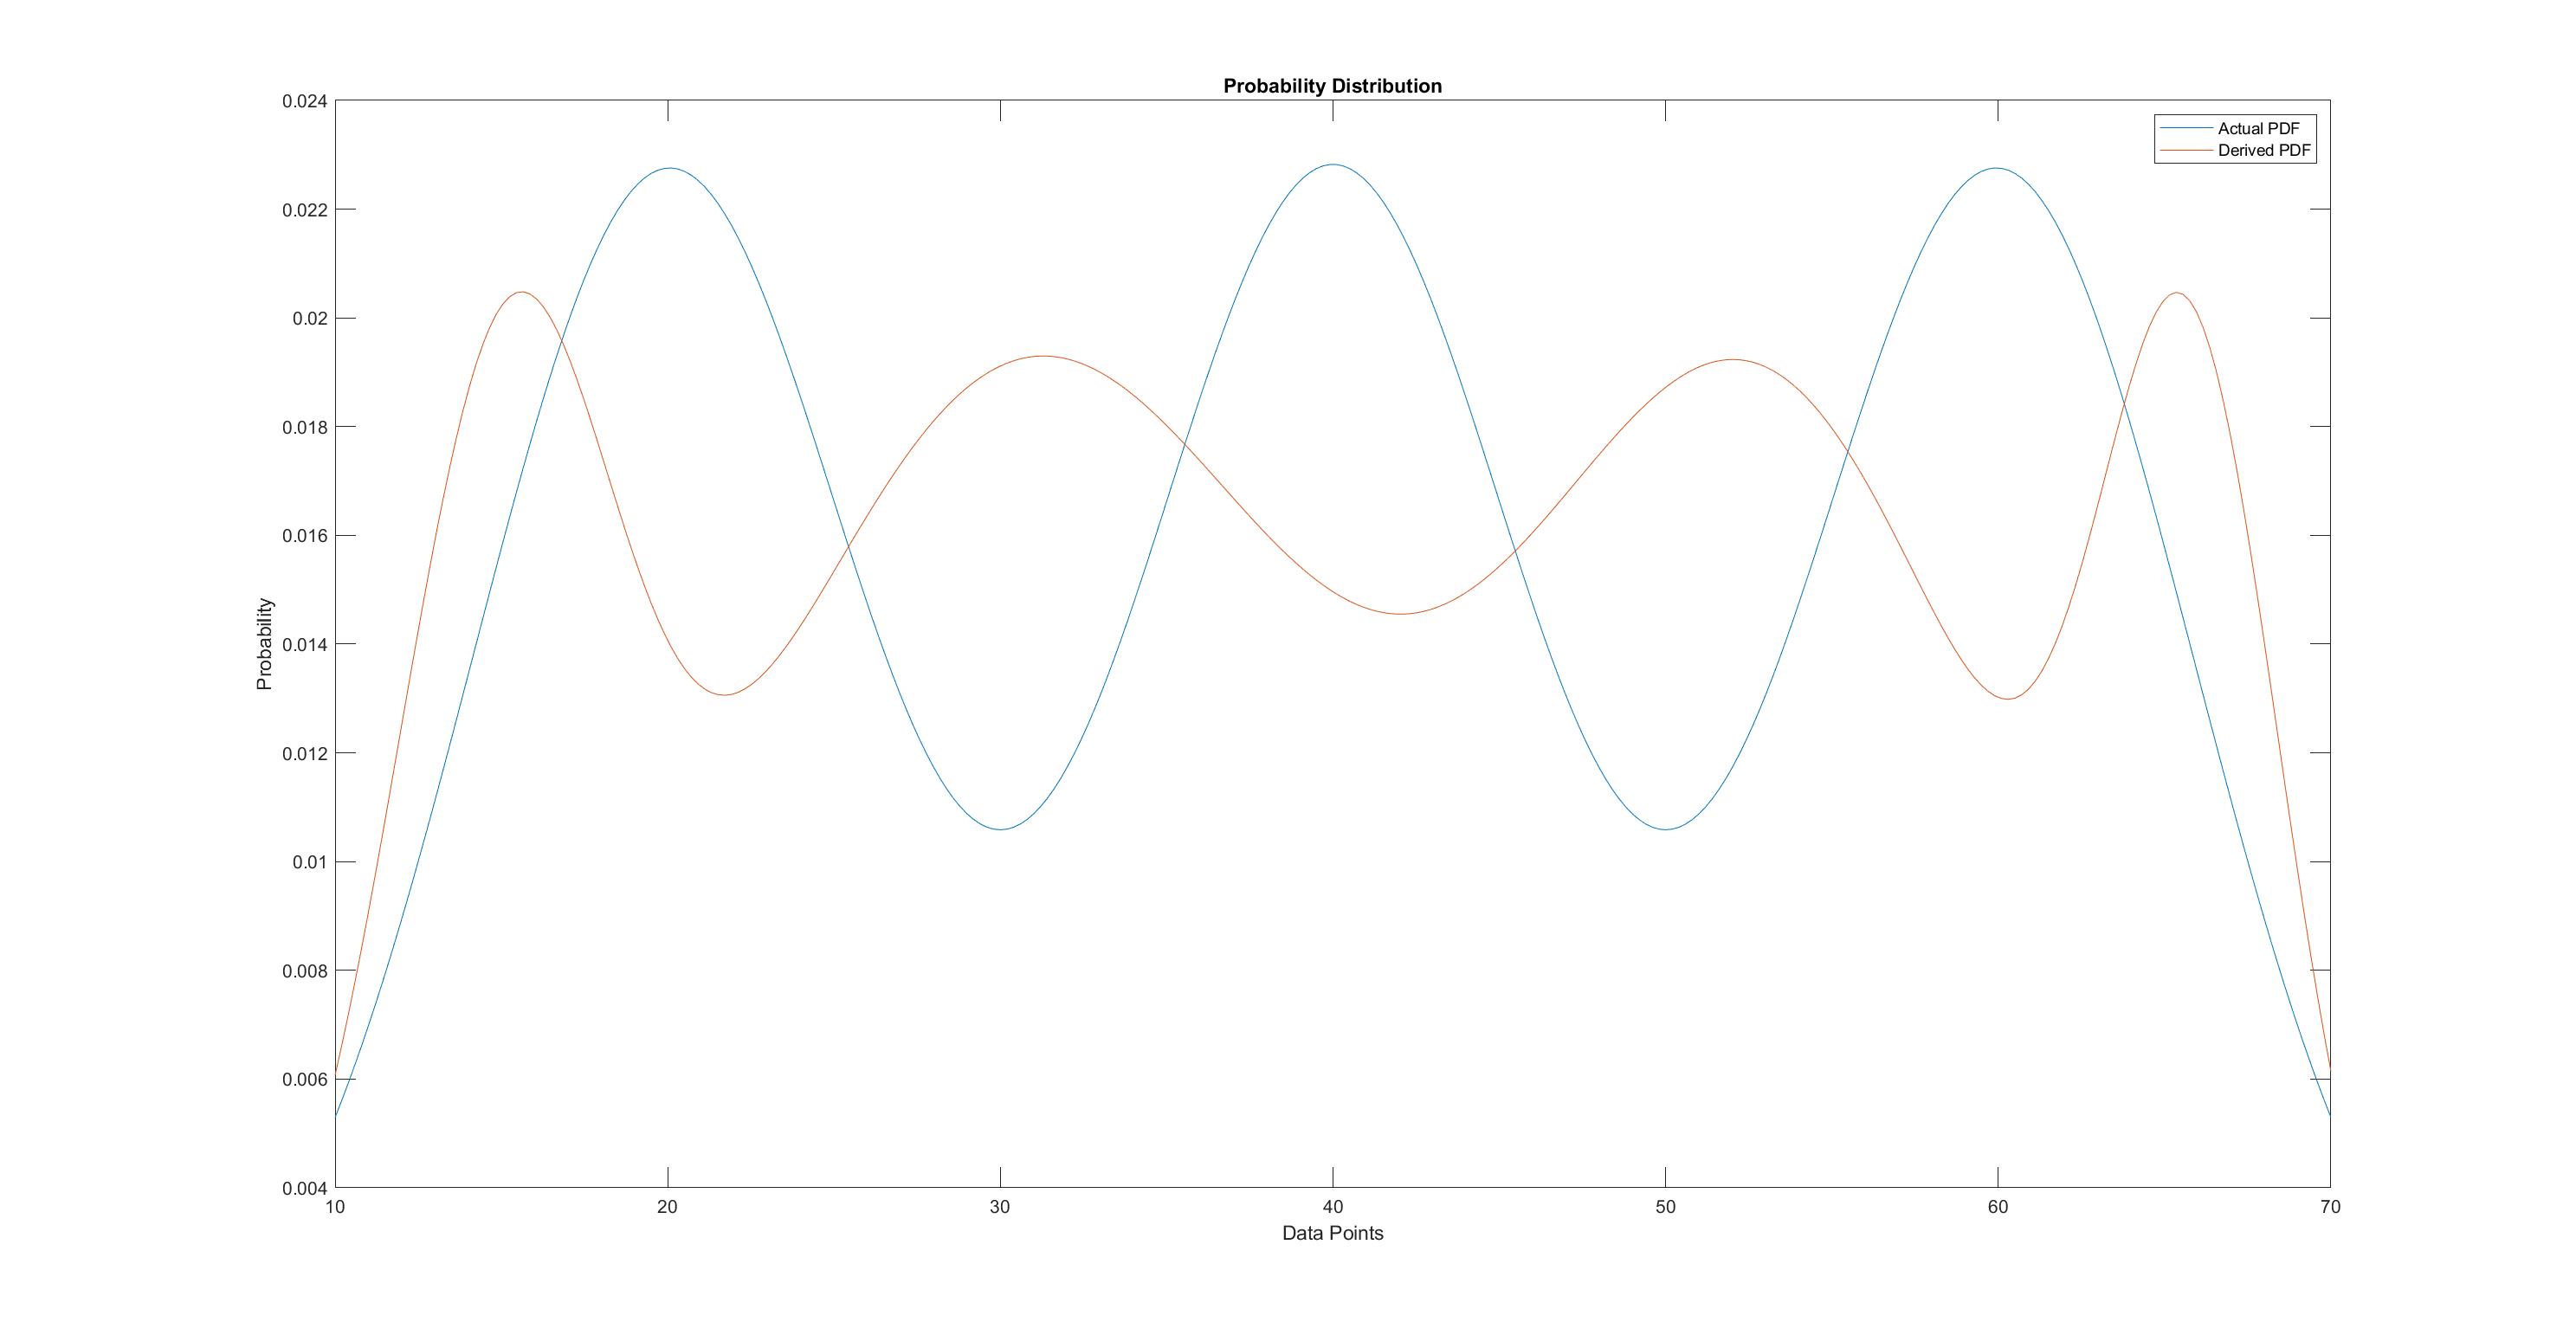 Probability Distribution
Actual PDF
Derived PDF
0.024
0.022
0.02
0.018
0.016
0.014
0.012
0.01
0.008
0.006
0.004
Probability
10 20 30 40 50 60 70
Data Points